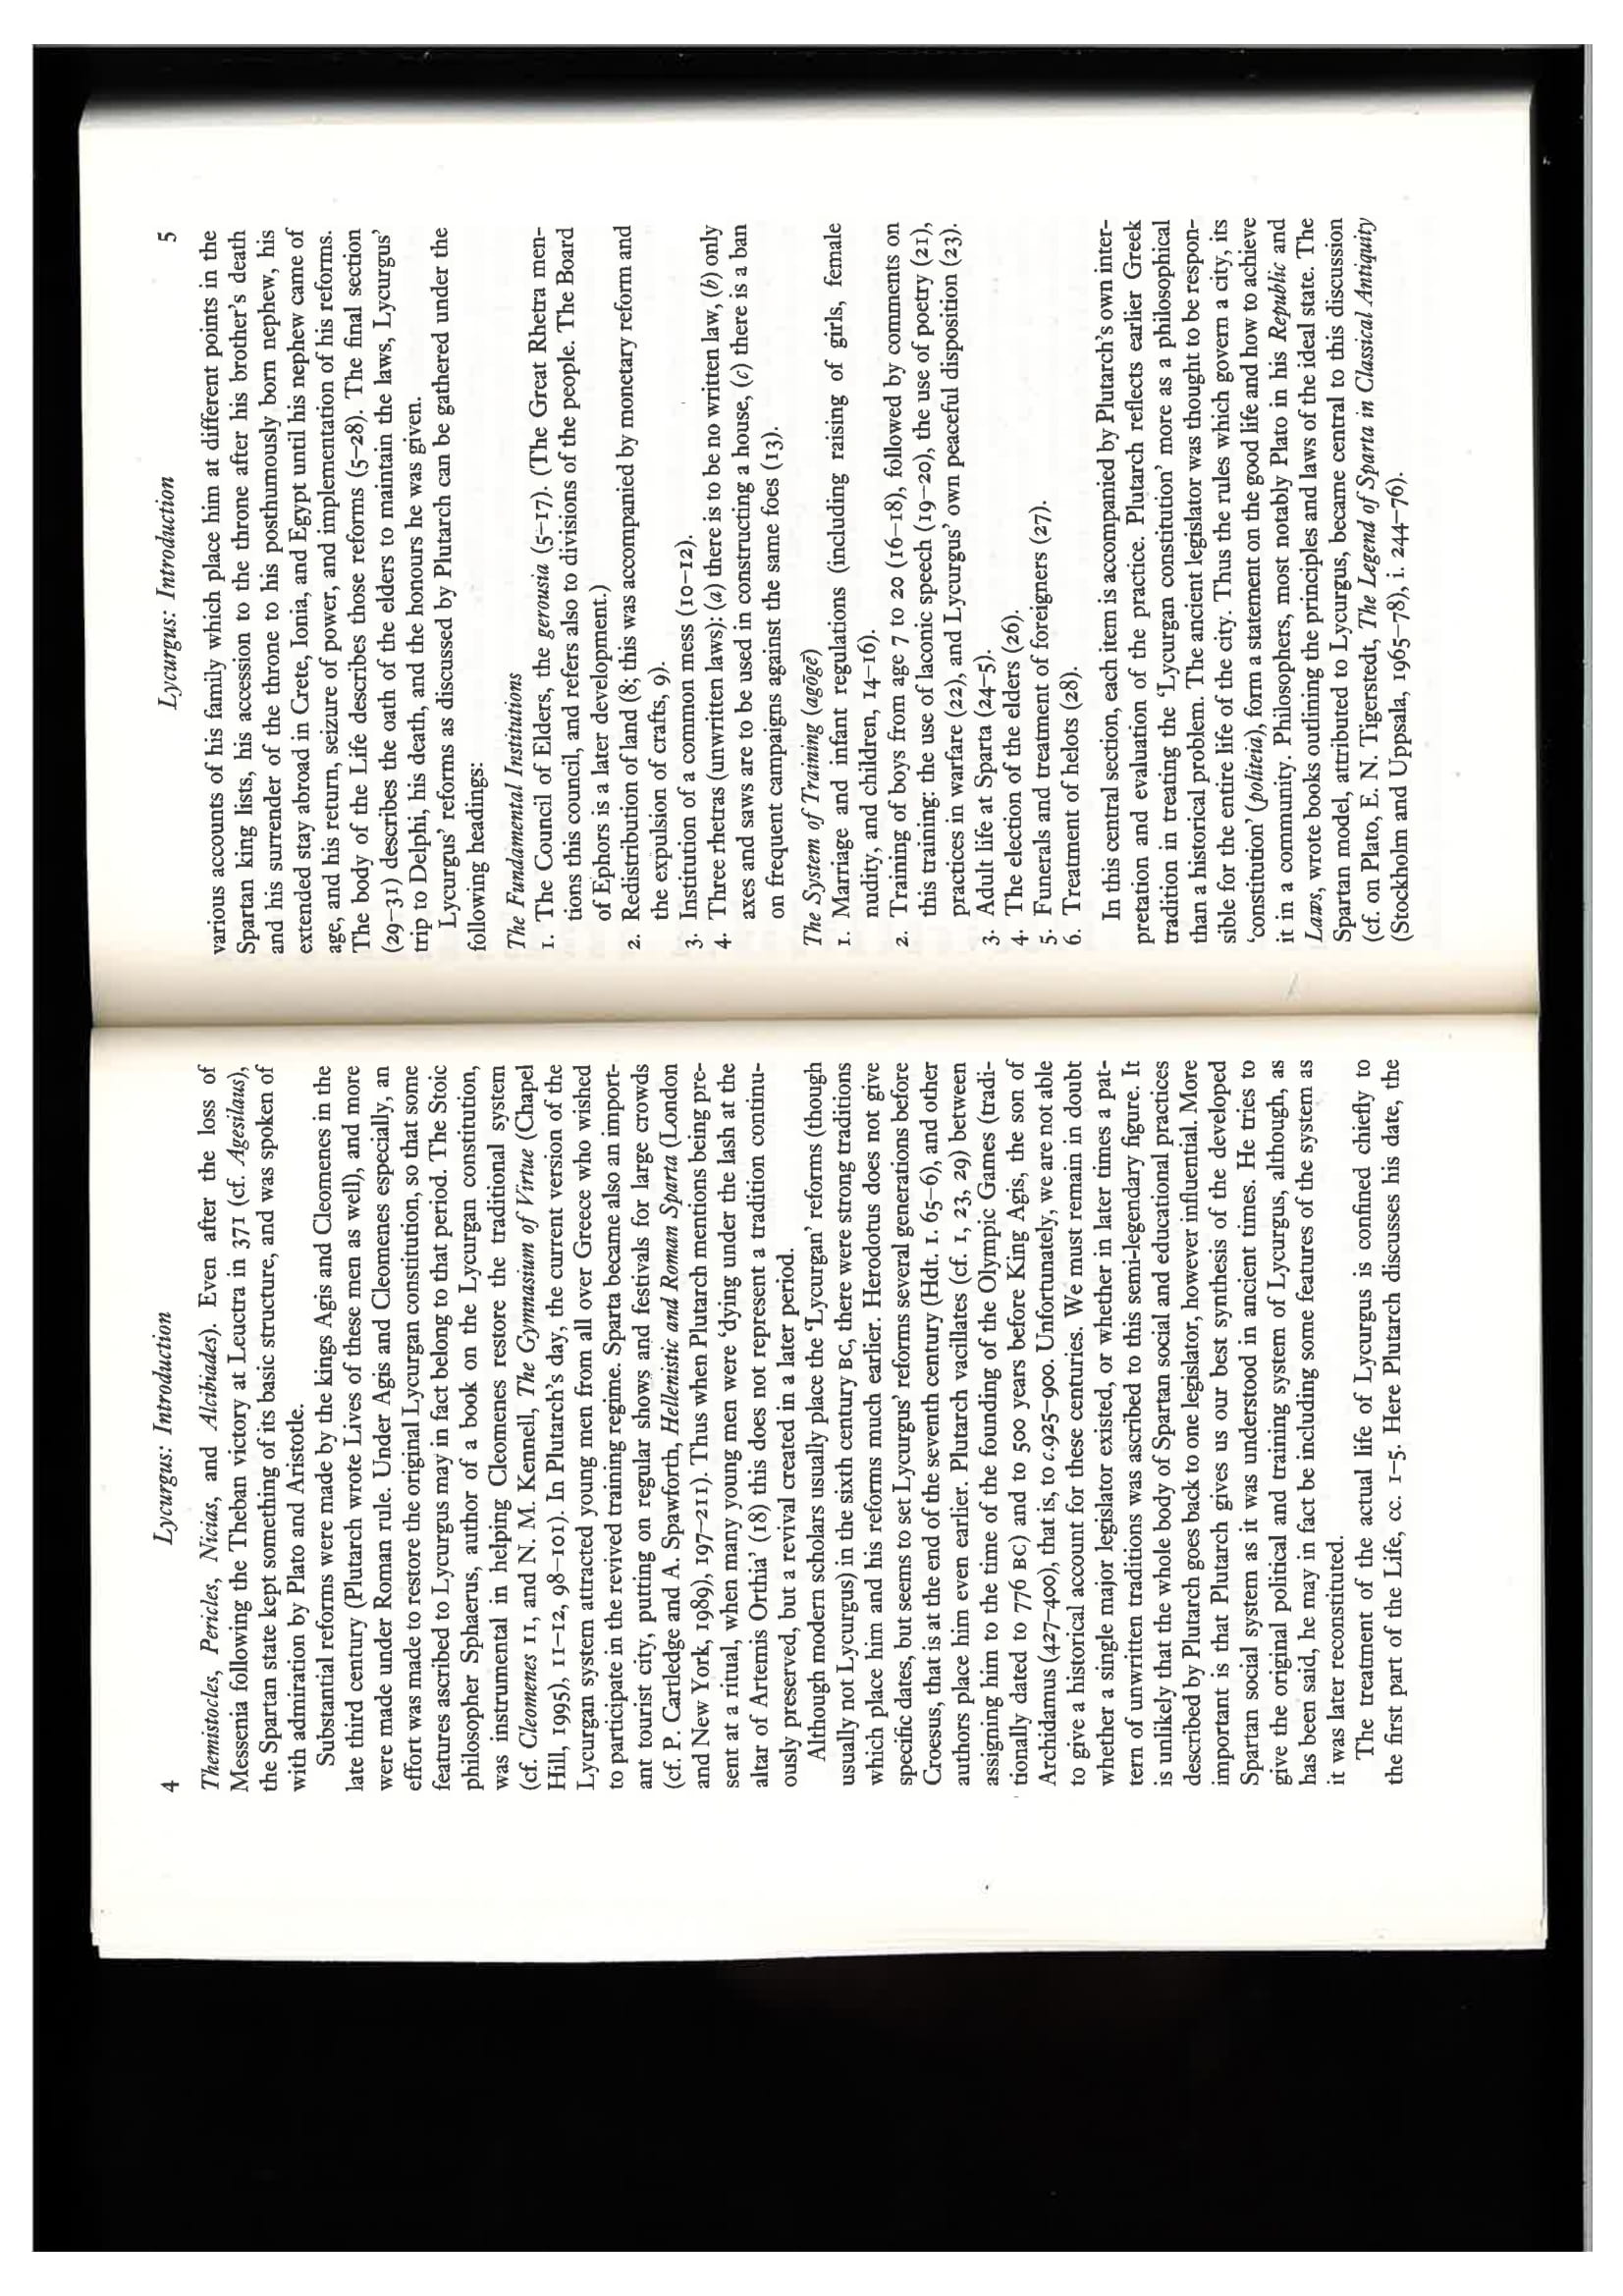 4 Lycurgus: Introduction
Themistocles, Pericles, Nicias, and Alcibiades). Even after the loss of
Messenia following the Theban victory at Leuctra in 371 (cf. Agesilaus),
the Spartan state kept something of its basic structure, and was spoken of
with admiration by Plato and Aristotle.
Substantial reforms were made by the kings Agis and Cleomenes in the
late third century (Plutarch wrote Lives of these men as well), and more
were made under Roman rule. Under Agis and Cleomenes especially, an
effort was made to restore the original Lycurgan constitution, so that some
features ascribed to Lycurgus may in fact belong to that period. The Stoic
philosopher Sphaerus, author of a book on the Lycurgan constitution,
was instrumental in helping Cleomenes restore the traditional system
(cf. Cleomenes 11, and N. M. Kennell, The Gymnasium of Virtue (Chapel
Hill, 1995), 11–12, 98–101). In Plutarch's day, the current version of the
Lycurgan system attracted young men from all over Greece who wished
to participate in the revived training regime. Sparta became also an import-
ant tourist city, putting on regular shows and festivals for large crowds
(cf. P. Cartledge and A. Spawforth, Hellenistic and Roman Sparta (London
and New York, 1989), 197–211). Thus when Plutarch mentions being pre-
sent at a ritual, when many young men were 'dying under the lash at the
altar of Artemis Orthia' (18) this does not represent a tradition continu-
ously preserved, but a revival created in a later period.
Although modern scholars usually place the 'Lycurgan' reforms (though
usually not Lycurgus) in the sixth century BC, there were strong traditions
which place him and his reforms much earlier. Herodotus does not give
specific dates, but seems to set Lycurgus' reforms several generations before
Croesus, that is at the end of the seventh century (Hdt. 1. 65–6), and other
authors place him even earlier. Plutarch vacillates (cf. 1, 23, 29) between
assigning him to the time of the founding of the Olympic Games (tradi-
tionally dated to 776 BC) and to 500 years before King Agis, the son of
Archidamus (427–400), that is, to c.925–900. Unfortunately, we are not able
to give a historical account for these centuries. We must remain in doubt
whether a single major legislator existed, or whether in later times a pat-
tern of unwritten traditions was ascribed to this semi-legendary figure. It
is unlikely that the whole body of Spartan social and educational practices
described by Plutarch goes back to one legislator, however influential. More
important is that Plutarch gives us our best synthesis of the developed
Spartan social system as it was understood in ancient times. He tries to
give the original political and training system of Lycurgus, although, as
has been said, he may in fact be including some features of the system as
it was later reconstituted.
The treatment of the actual life of Lycurgus is confined chiefly to
the first part of the Life, cc. 1–5. Here Plutarch discusses his date, the
Lycurgus: Introduction 5
various accounts of his family which place him at different points in the
Spartan king lists, his accession to the throne after his brother's death
and his surrender of the throne to his posthumously born nephew, his
extended stay abroad in Crete, Ionia, and Egypt until his nephew came of
age, and his return, seizure of power, and implementation of his reforms.
The body of the Life describes those reforms (5–28). The final section
(29–31) describes the oath of the elders to maintain the laws, Lycurgus'
trip to Delphi, his death, and the honours he was given.
Lycurgus' reforms as discussed by Plutarch can be gathered under the
following headings:
The Fundamental Institutions
1. The Council of Elders, the gerousia (5–17). (The Great Rhetra men-
tions this council, and refers also to divisions of the people. The Board
of Ephors is a later development.)
2. Redistribution of land (8; this was accompanied by monetary reform and
the expulsion of crafts, 9).
3. Institution of a common mess (10–12).
4. Three rhetras (unwritten laws): (a) there is to be no written law, (b) only
axes and saws are to be used in constructing a house, (c) there is a ban
on frequent campaigns against the same foes (13).
The System of Training (agōgē)
1. Marriage and infant regulations (including raising of girls, female
nudity, and children, 14–16).
2. Training of boys from age 7 to 20 (16–18), followed by comments on
this training: the use of laconic speech (19–20), the use of poetry (21),
practices in warfare (22), and Lycurgus' own peaceful disposition (23).
3. Adult life at Sparta (24–5).
4. The election of the elders (26).
5. Funerals and treatment of foreigners (27).
6. Treatment of helots (28).
In this central section, each item is accompanied by Plutarch's own inter-
pretation and evaluation of the practice. Plutarch reflects earlier Greek
tradition in treating the 'Lycurgan constitution' more as a philosophical
than a historical problem. The ancient legislator was thought to be respon-
sible for the entire life of the city. Thus the rules which govern a city, its
'constitution' (politeia), form a statement on the good life and how to achieve
it in a community. Philosophers, most notably Plato in his Republic and
Laws, wrote books outlining the principles and laws of the ideal state. The
Spartan model, attributed to Lycurgus, became central to this discussion
(cf. on Plato, E. N. Tigerstedt, The Legend of Sparta in Classical Antiquity
(Stockholm and Uppsala, 1965–78), i. 244–76).